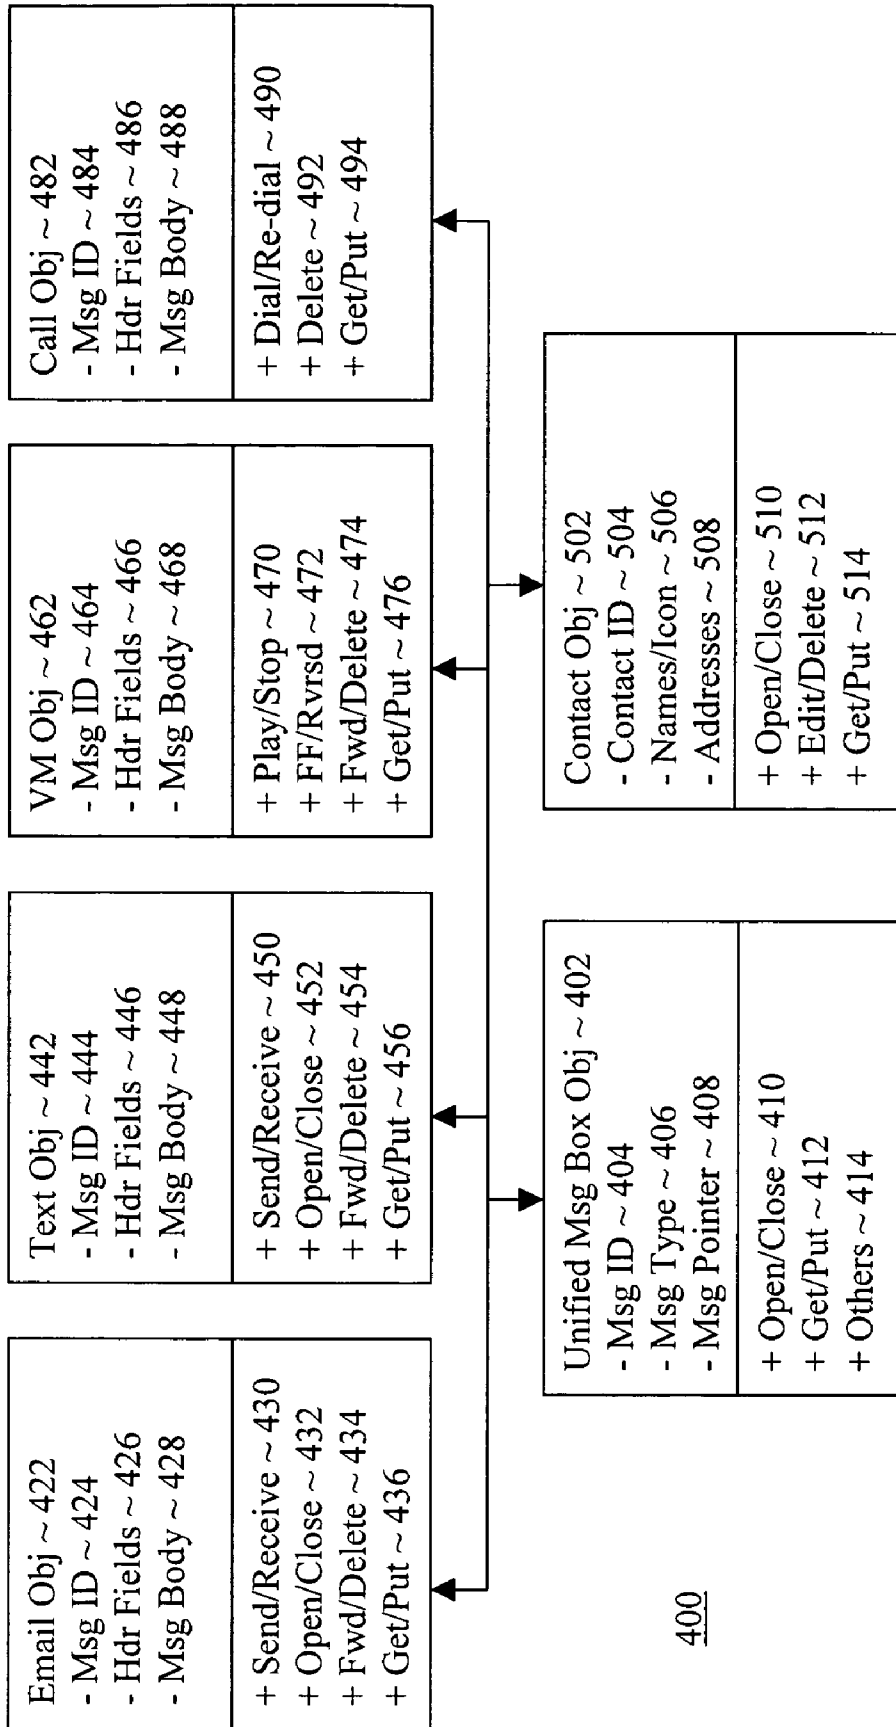 Email Obj ~ 422
- Msg ID ~ 424
- Hdr Fields ~ 426
- Msg Body ~ 428
+ Send/Receive ~ 430
+ Open/Close ~ 432
+ Fwd/Delete ~ 434
+ Get/Put ~ 436
Text Obj ~ 442
- Msg ID ~ 444
- Hdr Fields ~ 446
- Msg Body ~ 448
+ Send/Receive ~ 450
+ Open/Close ~ 452
+ Fwd/Delete ~ 454
+ Get/Put ~ 456
VM Obj ~ 462
- Msg ID ~ 464
- Hdr Fields ~ 466
- Msg Body ~ 468
+ Play/Stop ~ 470
+ FF/Rvrsd ~ 472
+ Fwd/Delete ~ 474
+ Get/Put ~ 476
Call Obj ~ 482
- Msg ID ~ 484
- Hdr Fields ~ 486
- Msg Body ~ 488
+ Dial/Re-dial ~ 490
+ Delete ~ 492
+ Get/Put ~ 494
Unified Msg Box Obj ~ 402
- Msg ID ~ 404
- Msg Type ~ 406
- Msg Pointer ~ 408
+ Open/Close ~ 410
+ Get/Put ~ 412
+ Others ~ 414
Contact Obj ~ 502
- Contact ID ~ 504
- Names/Icon ~ 506
- Addresses ~ 508
+ Open/Close ~ 510
+ Edit/Delete ~ 512
+ Get/Put ~ 514
400